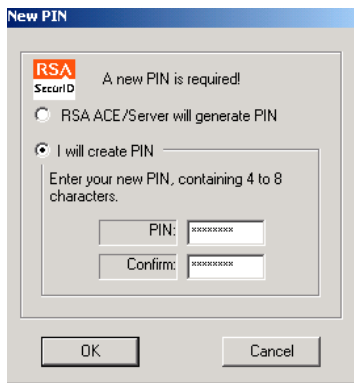 New PIN
RSA
SecurID
A new PIN is required!
RSA ACE/Server will generate PIN
I will create PIN
Enter your new PIN, containing 4 to 8
characters.
PIN: ********
Confirm: ********
OK Cancel